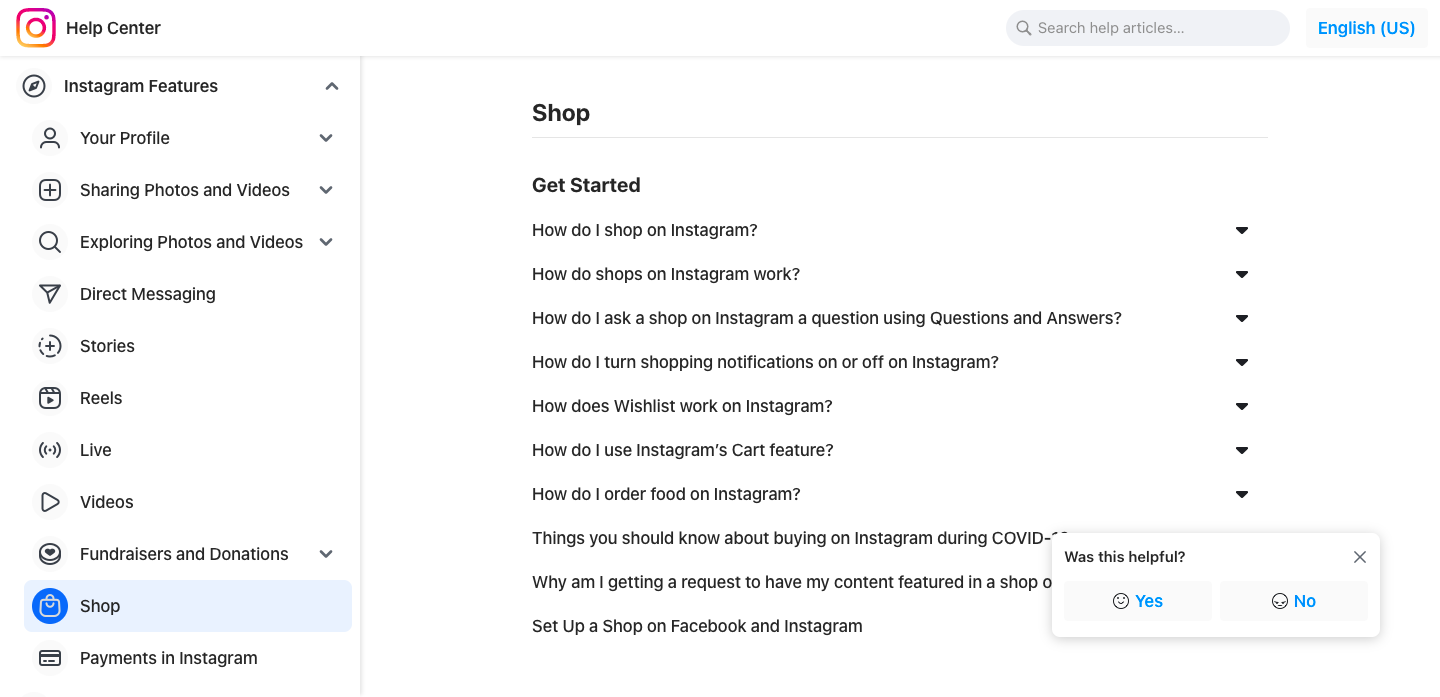 Help Center
Search help articles...
English (US)
Instagram Features
Your Profile
Sharing Photos and Videos
Exploring Photos and Videos
Direct Messaging
Stories
Reels
Live
Videos
Fundraisers and Donations
Shop
Payments in Instagram
Shop
Get Started
How do I shop on Instagram?
How do shops on Instagram work?
How do I ask a shop on Instagram a question using Questions and Answers?
How do I turn shopping notifications on or off on Instagram?
How does Wishlist work on Instagram?
How do I use Instagram’s Cart feature?
How do I order food on Instagram?
Things you should know about buying on Instagram during
Why am I getting a request to have my content featured in a shop
Set Up a Shop on Facebook and Instagram
Was this helpful?
Yes
No